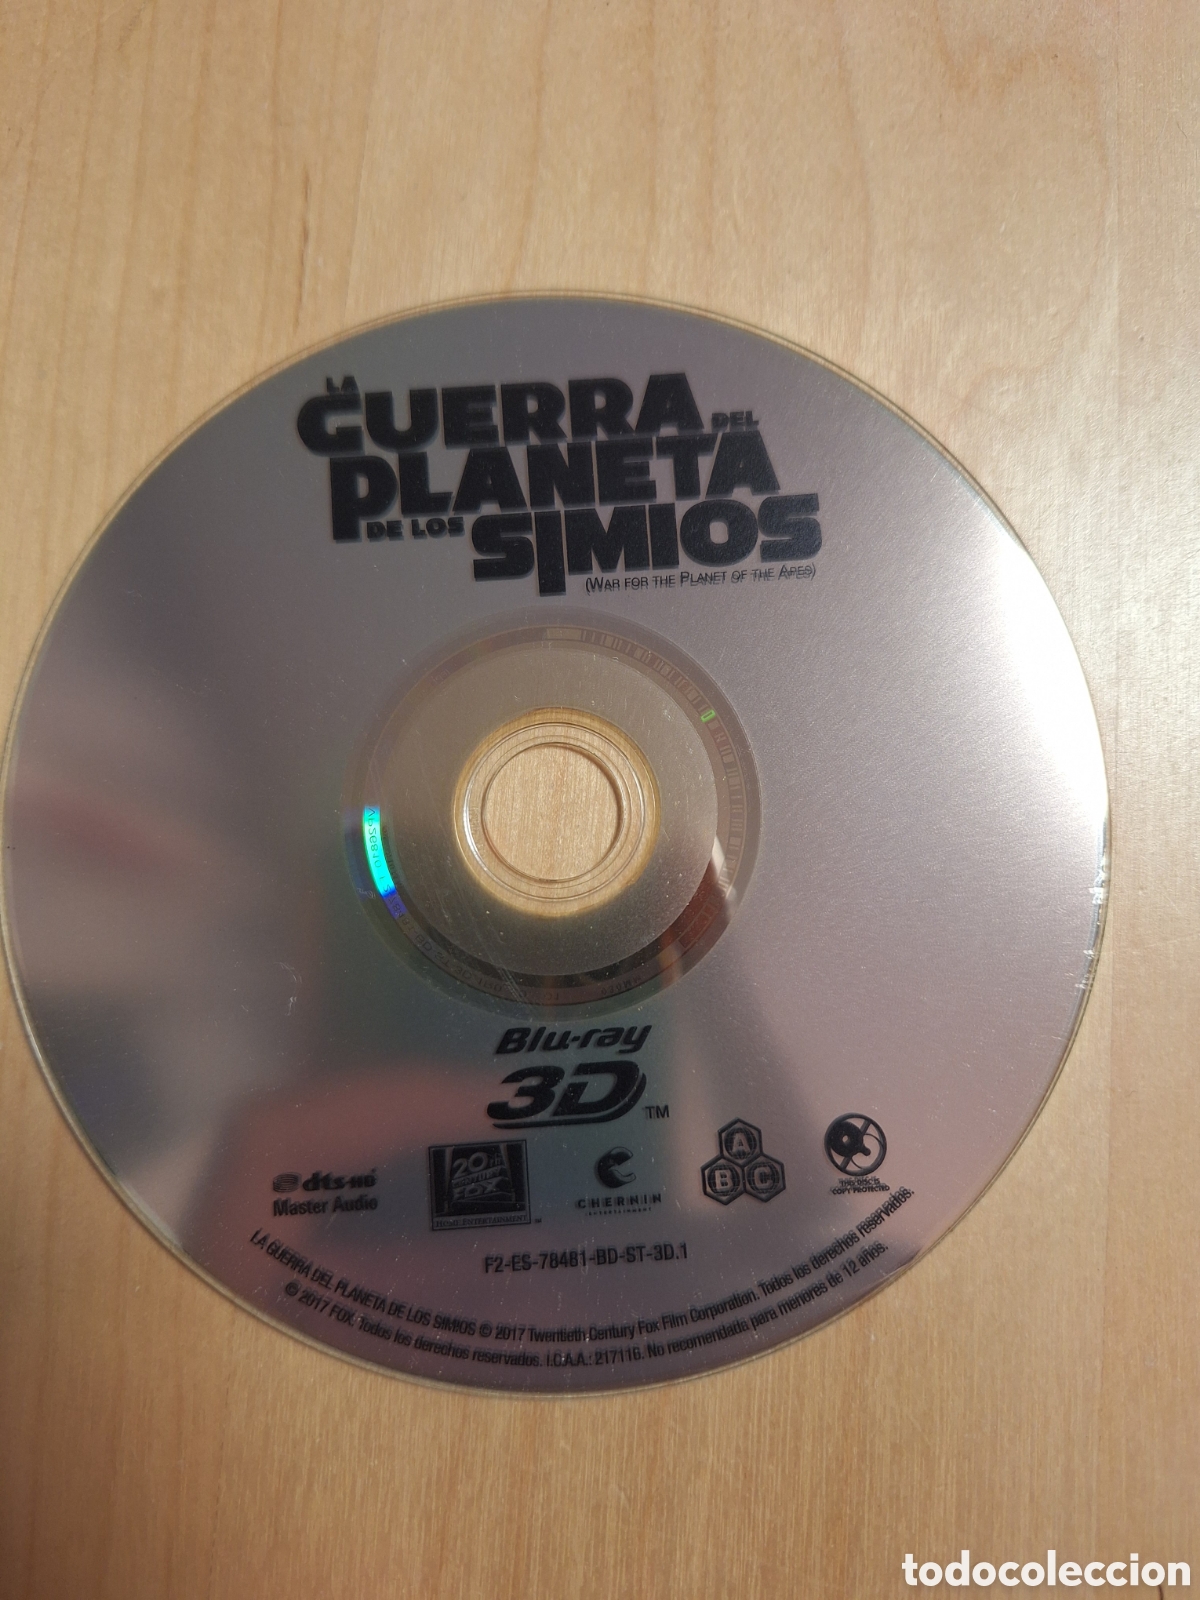 LA
GUERRA DEL
PLANETA
DE LOS SIMIOS
(WAR FOR THE PLANET OF THE APES)
Blu-ray
3D™
dts-HD
Master Audio
20th
CENTURY
FOX
HOME ENTERTAINMENT
CHERNIN
ENTERTAINMENT
A
B C
THIS DISC IS
COPY PROTECTED
F2-ES-78481-BD-ST-3D.1
LA GUERRA DEL PLANETA DE LOS SIMIOS © 2017 Twentieth Century Fox Film Corporation. Todos los derechos reservados.
© 2017 FOX. Todos los derechos reservados. I.C.A.A.: 217116. No recomendada para menores de 12 años.
todocoleccion